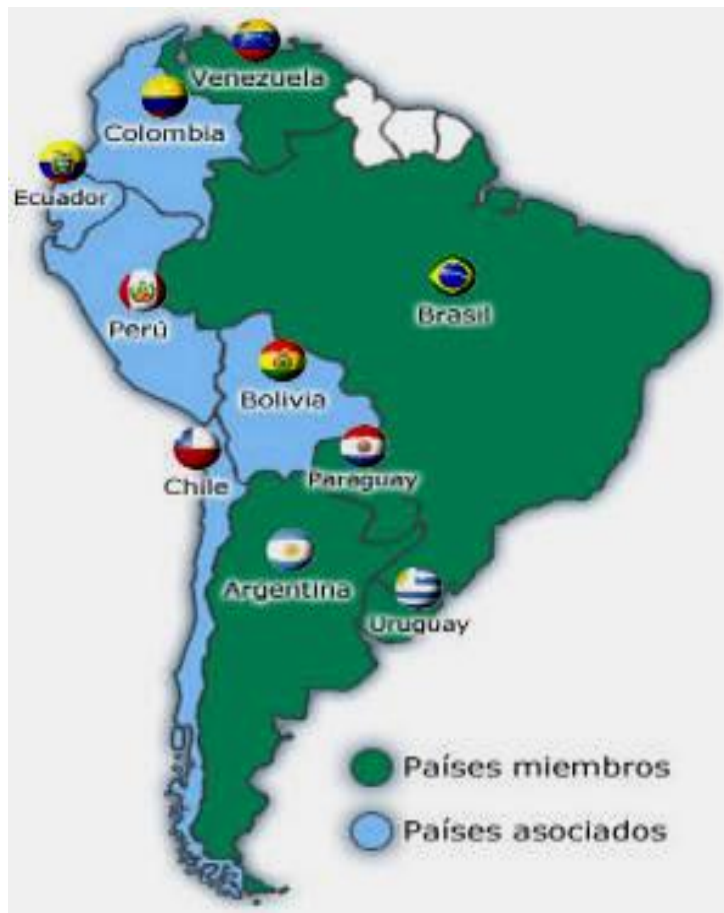 Venezuela
Colombia
Ecuador
Brasil
Perú
Bolivia
Chile
Paraguay
Argentina
Uruguay
Países miembros
Países asociados